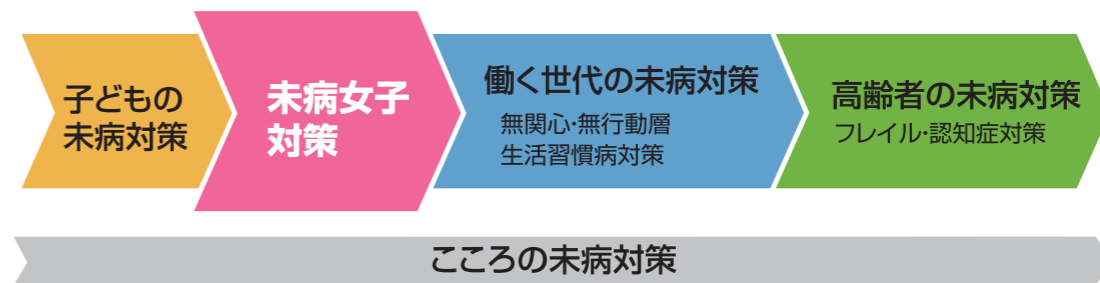 子どもの
未病対策
未病女子
対策
働く世代の未病対策
無関心・無行動層
生活習慣病対策
高齢者の未病対策
フレイル・認知症対策
こころの未病対策